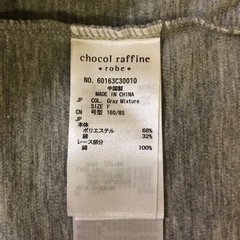 chocol raffine
robe
NO. 60163C30010
中国製
MADE IN CHINA
JP COL. Gray Mixture
JP SIZE F
CN 号型 160/85
JP
本体
ポリエステル 68%
綿 32%
レース部分
100%